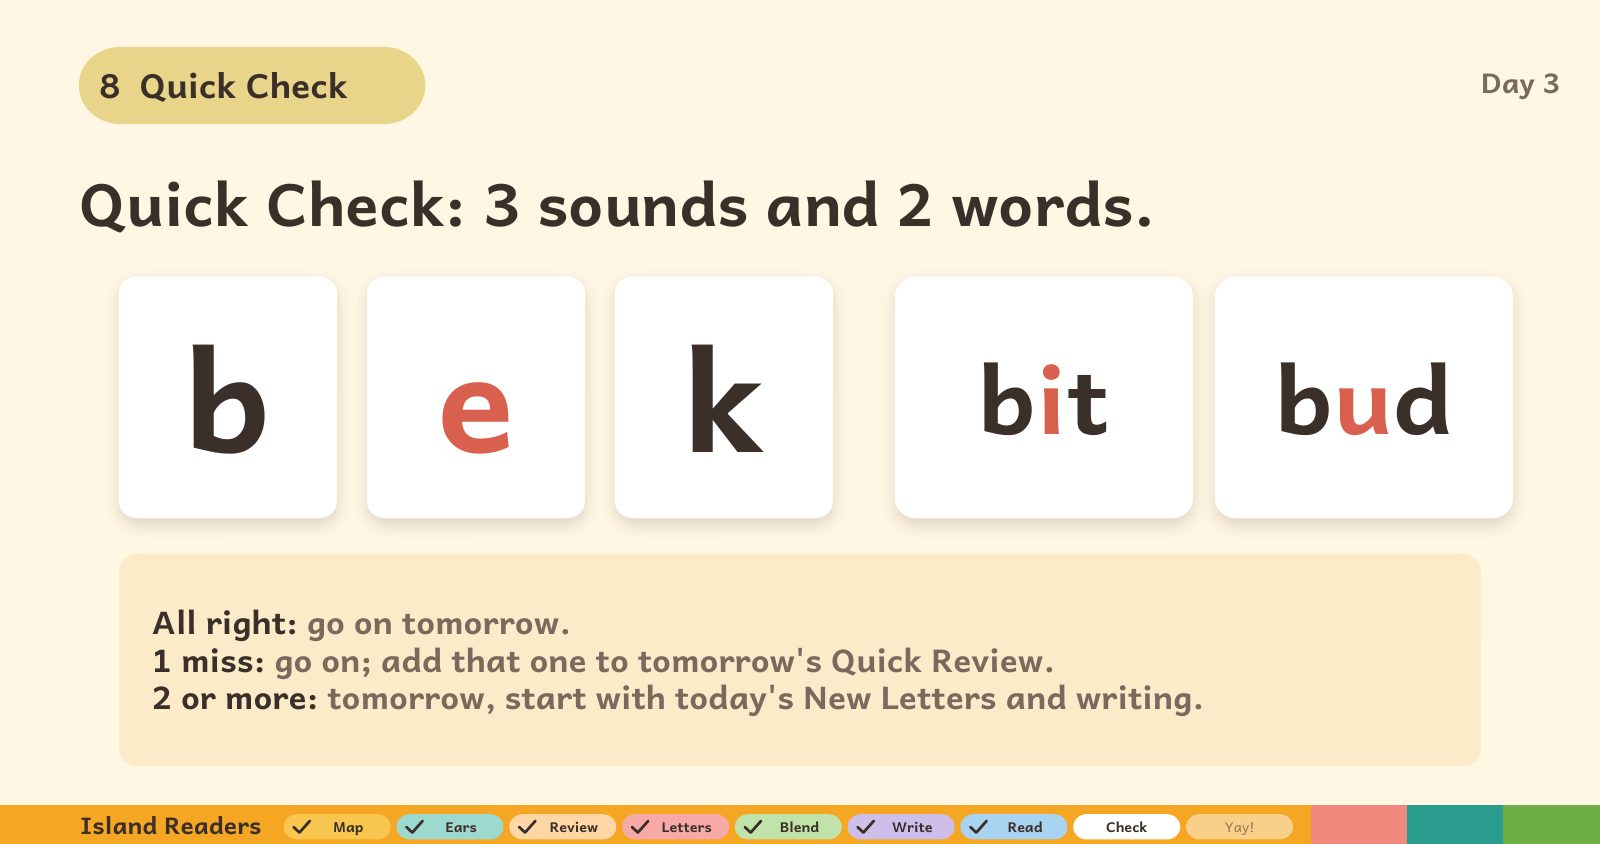 8 Quick Check
Day 3
Quick Check: 3 sounds and 2 words.
b e k bit bud
All right: go on tomorrow.
1 miss: go on; add that one to tomorrow's Quick Review.
2 or more: tomorrow, start with today's New Letters and writing.
Island Readers Map Ears Review Letters Blend Write Read Check Yay!